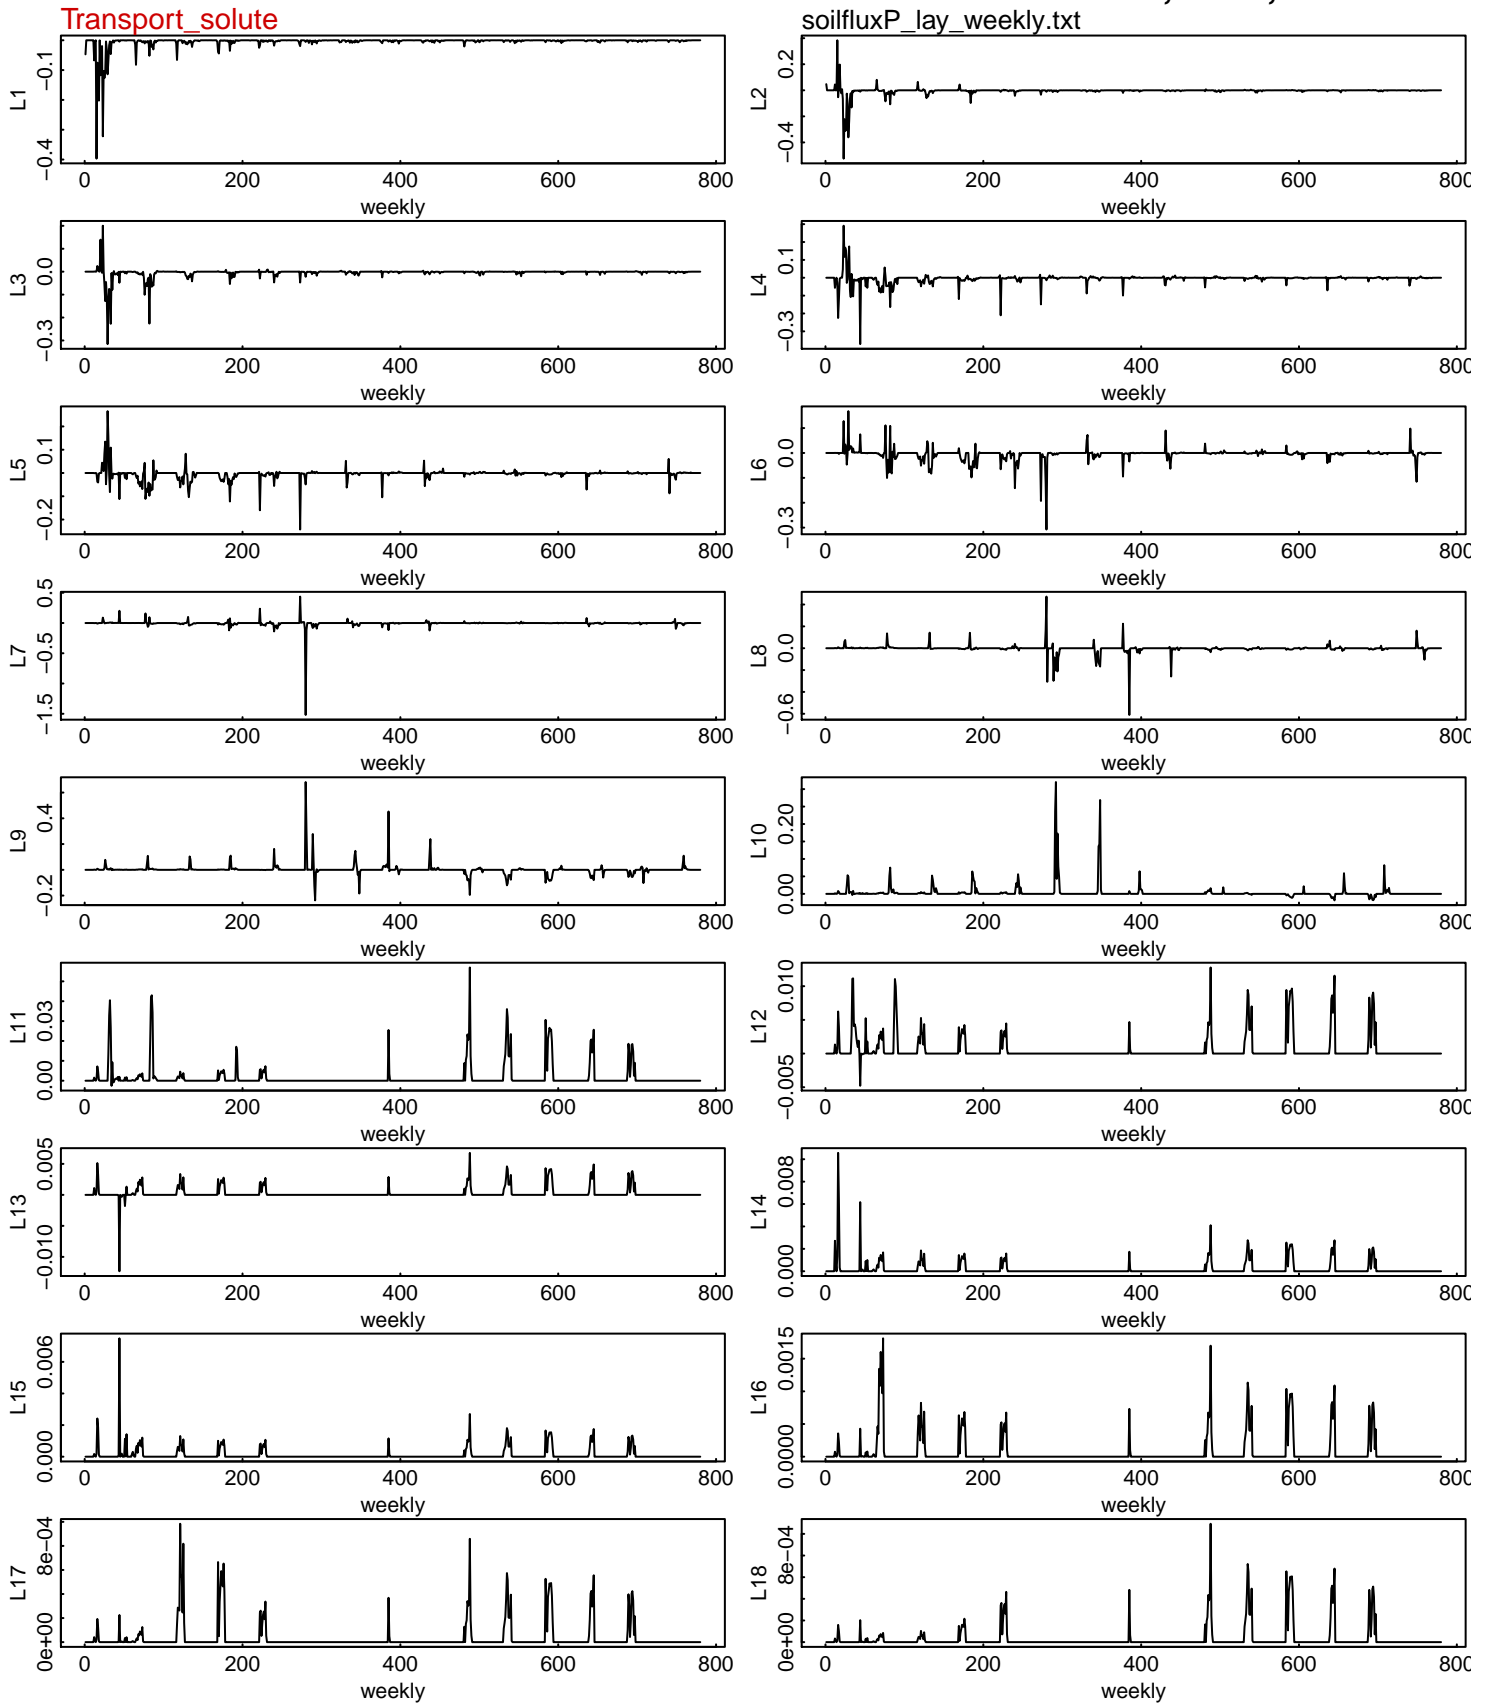 Transport_solute
soilfluxP_lay_weekly.txt
L1
-0.4
-0.1
0
200
400
600
800
weekly
L2
-0.4
0.2
0
200
400
600
800
weekly
L3
-0.3
0.0
0
200
400
600
800
weekly
L4
-0.3
0.1
0
200
400
600
800
weekly
L5
-0.2
0.1
0
200
400
600
800
weekly
L6
-0.3
0.0
0
200
400
600
800
weekly
L7
-1.5
-0.5
0.5
0
200
400
600
800
weekly
L8
-0.6
0.0
0
200
400
600
800
weekly
L9
-0.2
0.4
0
200
400
600
800
weekly
L10
0.00
0.20
0
200
400
600
800
weekly
L11
0.00
0.03
0
200
400
600
800
weekly
L12
-0.005
0.010
0
200
400
600
800
weekly
L13
-0.010
0.005
0
200
400
600
800
weekly
L14
0.000
0.008
0
200
400
600
800
weekly
L15
0.000
0.006
0
200
400
600
800
weekly
L16
0.0000
0.0015
0
200
400
600
800
weekly
L17
0e+00
8e-04
0
200
400
600
800
weekly
L18
0e+00
8e-04
0
200
400
600
800
weekly